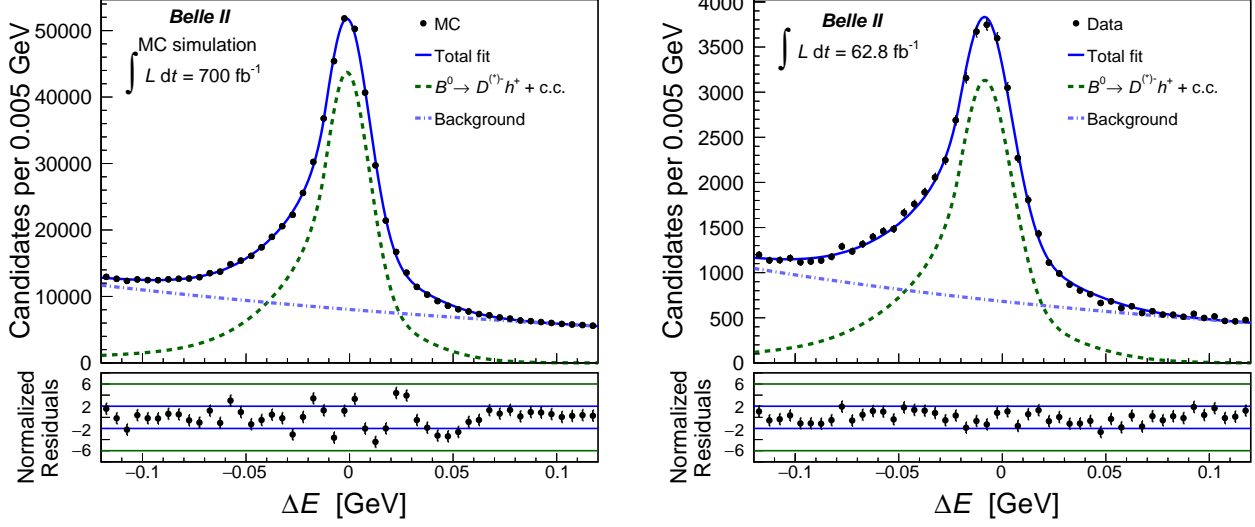 Belle II
MC simulation
∫ L dt = 700 fb⁻¹
MC
Total fit
B⁰→ D⁽*⁾⁻h⁺ + c.c.
Background
Candidates per 0.005 GeV
50000
40000
30000
20000
10000
0
Normalized
Residuals
6
2
−2
−6
−0.1
−0.05
0
0.05
0.1
ΔE [GeV]
Belle II
∫ L dt = 62.8 fb⁻¹
Data
Total fit
B⁰→ D⁽*⁾⁻h⁺ + c.c.
Background
Candidates per 0.005 GeV
4000
3500
3000
2500
2000
1500
1000
500
0
Normalized
Residuals
6
2
−2
−6
−0.1
−0.05
0
0.05
0.1
ΔE [GeV]